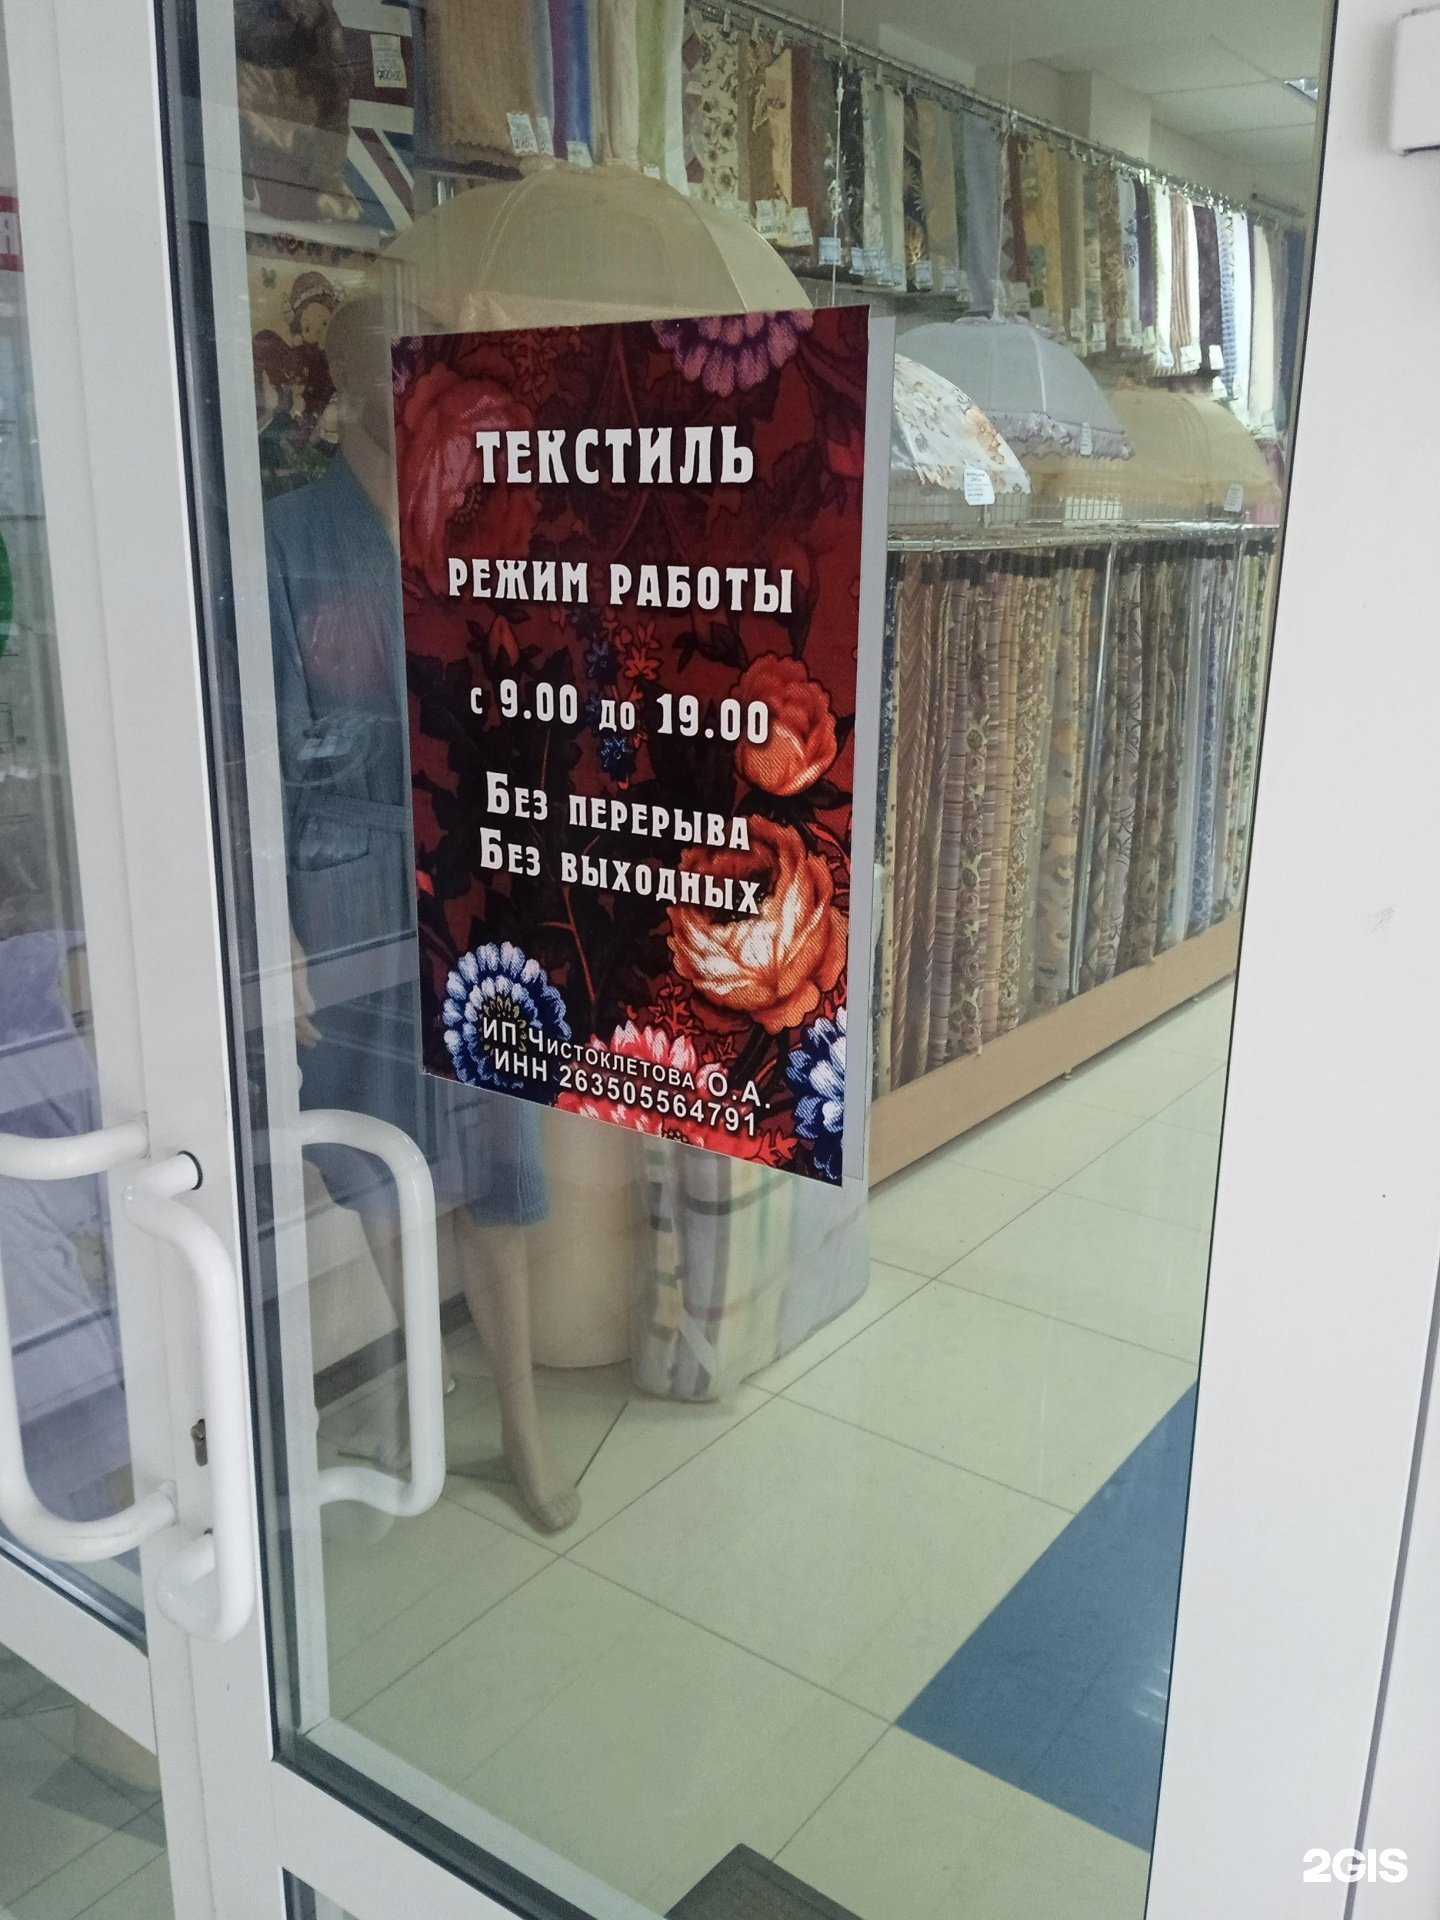 ТЕКСТИЛЬ
РЕЖИМ РАБОТЫ
с 9.00 до 19.00
Без перерыва
Без выходных
ИП Чистоклетова О.А.
ИНН 263505564791
2GIS